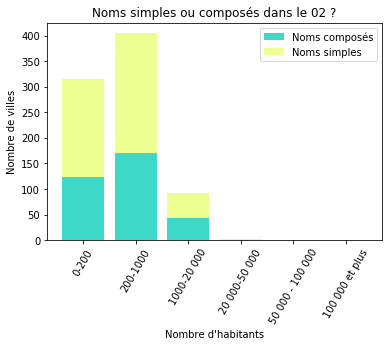 Noms simples ou composés dans le 02 ?
Noms composés
Noms simples
Nombre de villes
400
350
300
250
200
150
100
50
0
0-200
200-1000
1000-20 000
20 000-50 000
50 000 - 100 000
100 000 et plus
Nombre d'habitants